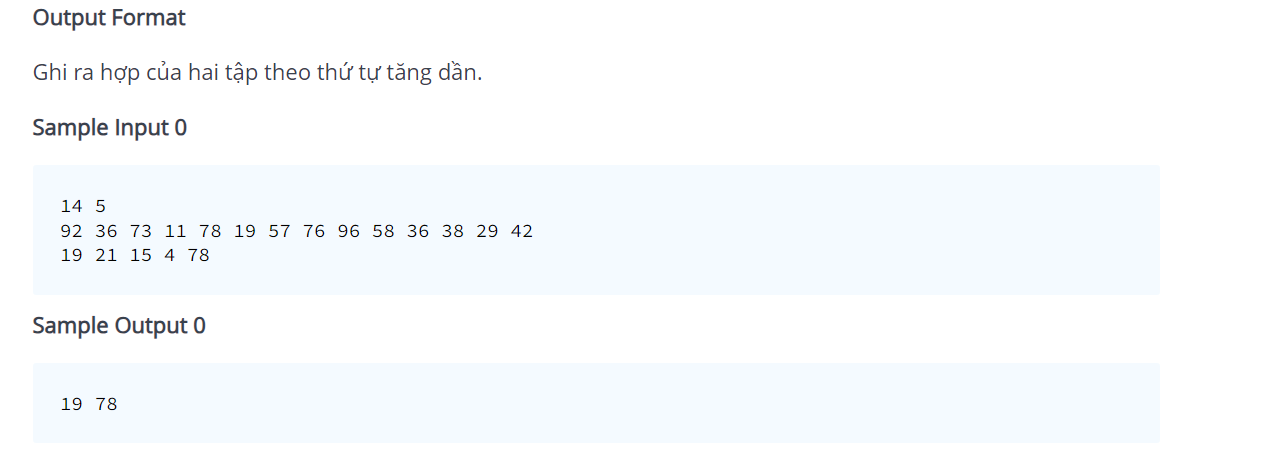 Output Format
Ghi ra hợp của hai tập theo thứ tự tăng dần.
Sample Input 0
14 5
92 36 73 11 78 19 57 76 96 58 36 38 29 42
19 21 15 4 78
Sample Output 0
19 78